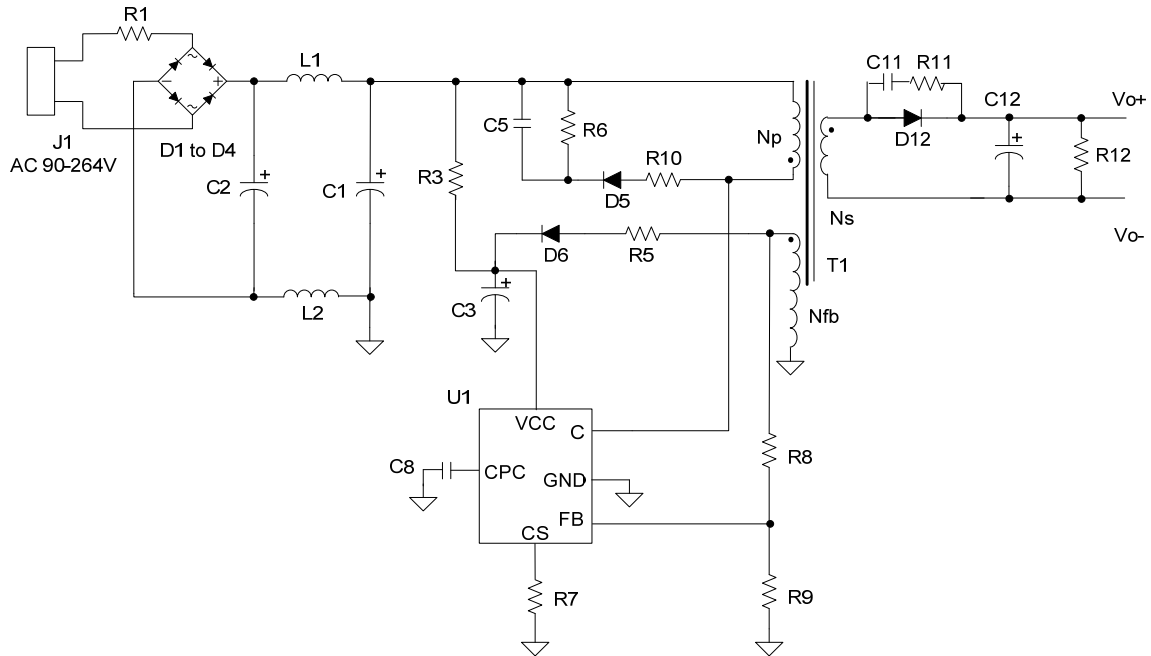 R1
J1
AC 90-264V
~
~
-
+
D1 to D4
L1
C2
+
C1
+
L2
R3
C5
R6
R10
D5
Np
D6
R5
C3
+
Nfb
T1
Ns
C11
R11
D12
C12
+
R12
Vo+
Vo-
U1
VCC
C
CPC
GND
FB
CS
C8
R7
R8
R9